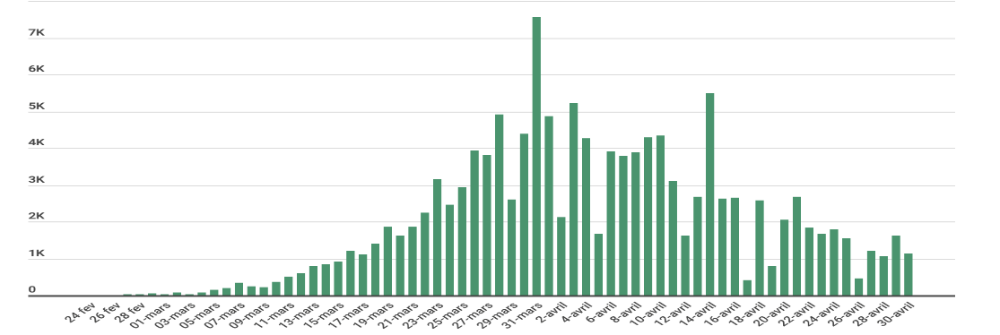 7K
6K
5K
4K
3K
2K
1K
0
24 fev
26 fev
28 fev
01-mars
03-mars
05-mars
07-mars
09-mars
11-mars
13-mars
15-mars
17-mars
19-mars
21-mars
23-mars
25-mars
27-mars
29-mars
31-mars
2-avril
4-avril
6-avril
8-avril
10-avril
12-avril
14-avril
16-avril
18-avril
20-avril
22-avril
24-avril
26-avril
28-avril
30-avril